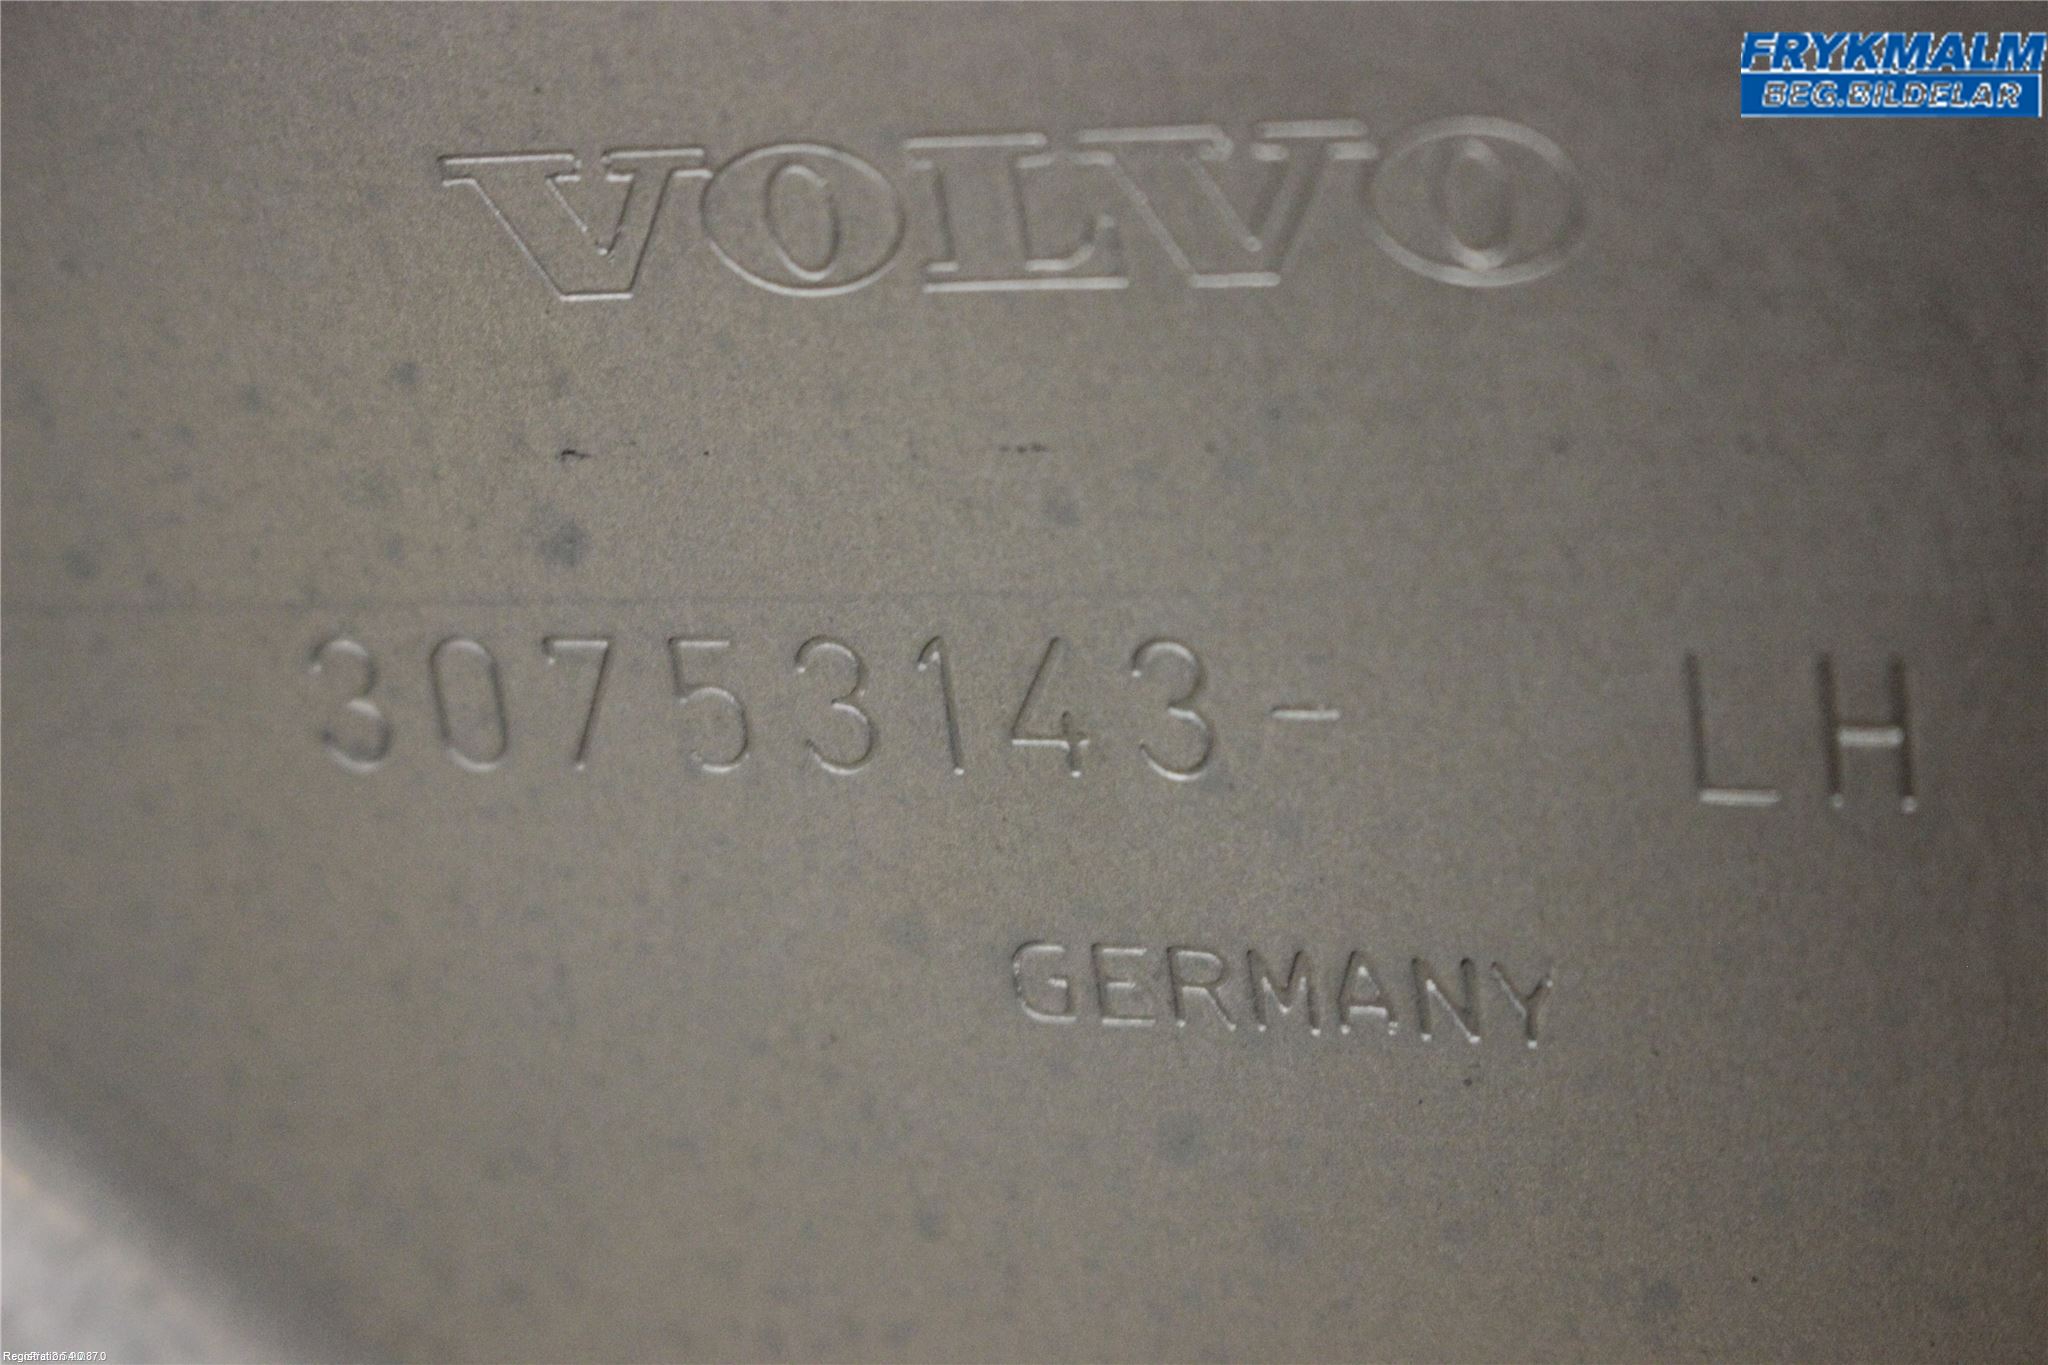 FRYKMALM
BEG.BILDELAR
VOLVO
30753143- LH
GERMANY